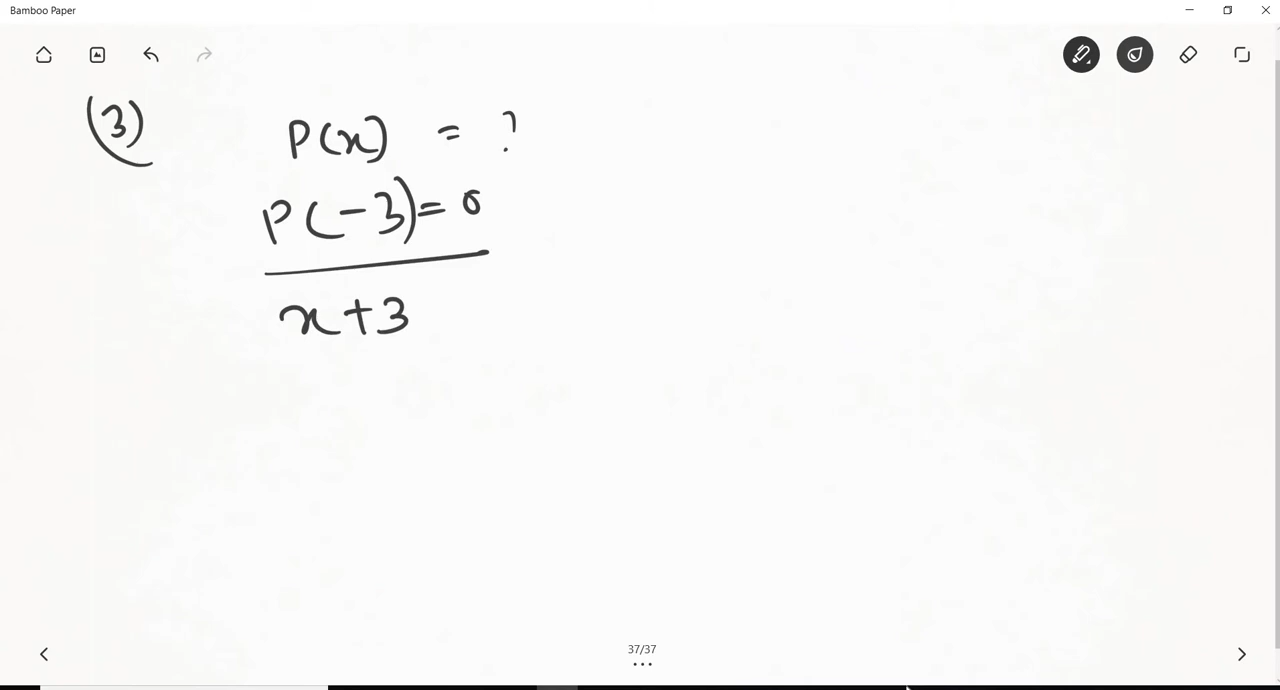 Bamboo Paper
(3)
P(x) = ?
P(-3)=0
x+3
37/37